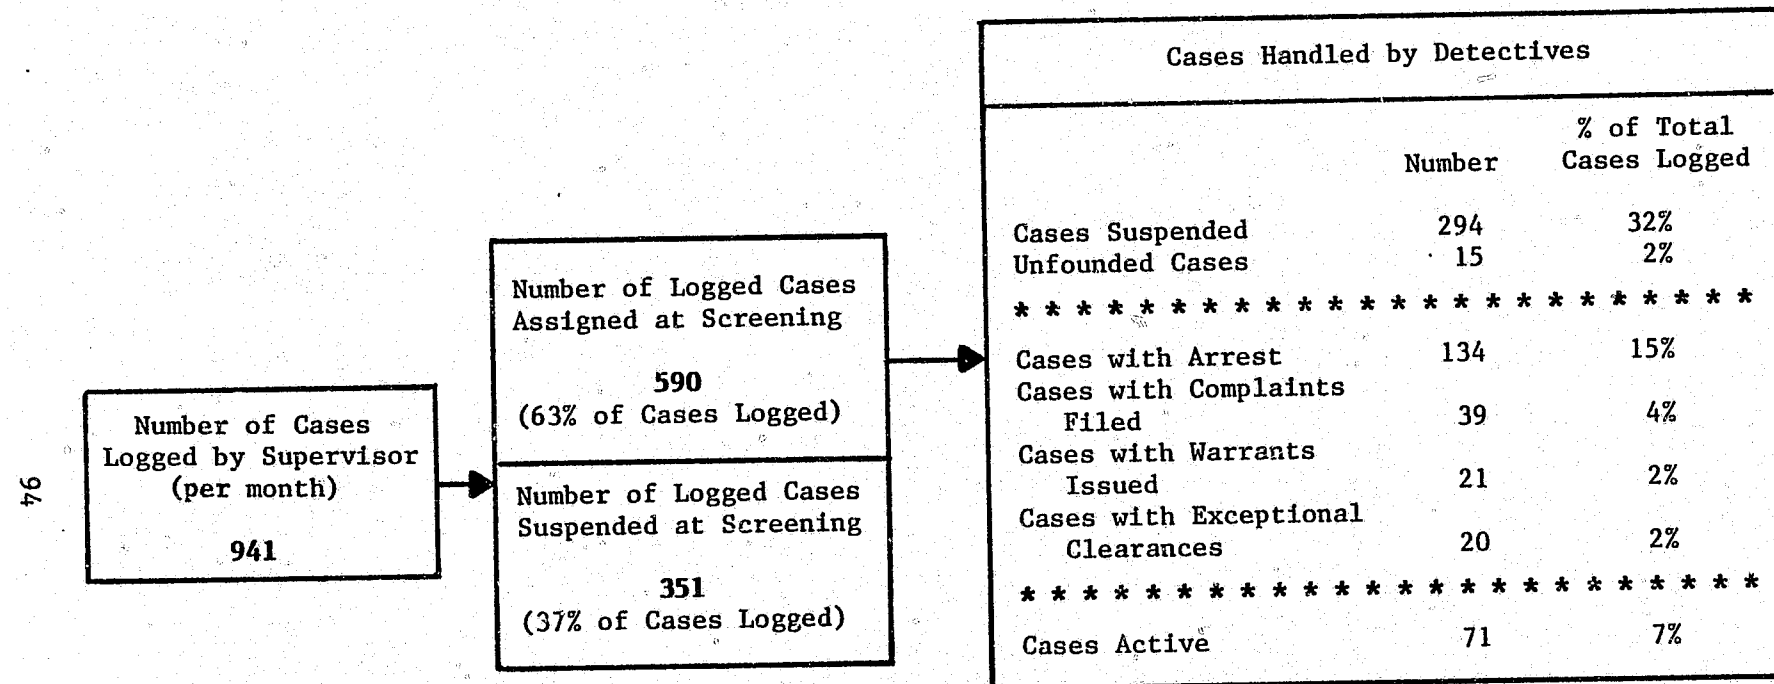 94
Number of Cases
Logged by Supervisor
(per month)
941
Number of Logged Cases
Assigned at Screening
590
(63% of Cases Logged)
Number of Logged Cases
Suspended at Screening
351
(37% of Cases Logged)
Cases Handled by Detectives
% of Total
Number Cases Logged
Cases Suspended 294 32%
Unfounded Cases 15 2%
* * * * * * * * * * * * * * * * * * * * * * * *
Cases with Arrest 134 15%
Cases with Complaints
Filed 39 4%
Cases with Warrants
Issued 21 2%
Cases with Exceptional
Clearances 20 2%
* * * * * * * * * * * * * * * * * * * * * * * *
Cases Active 71 7%